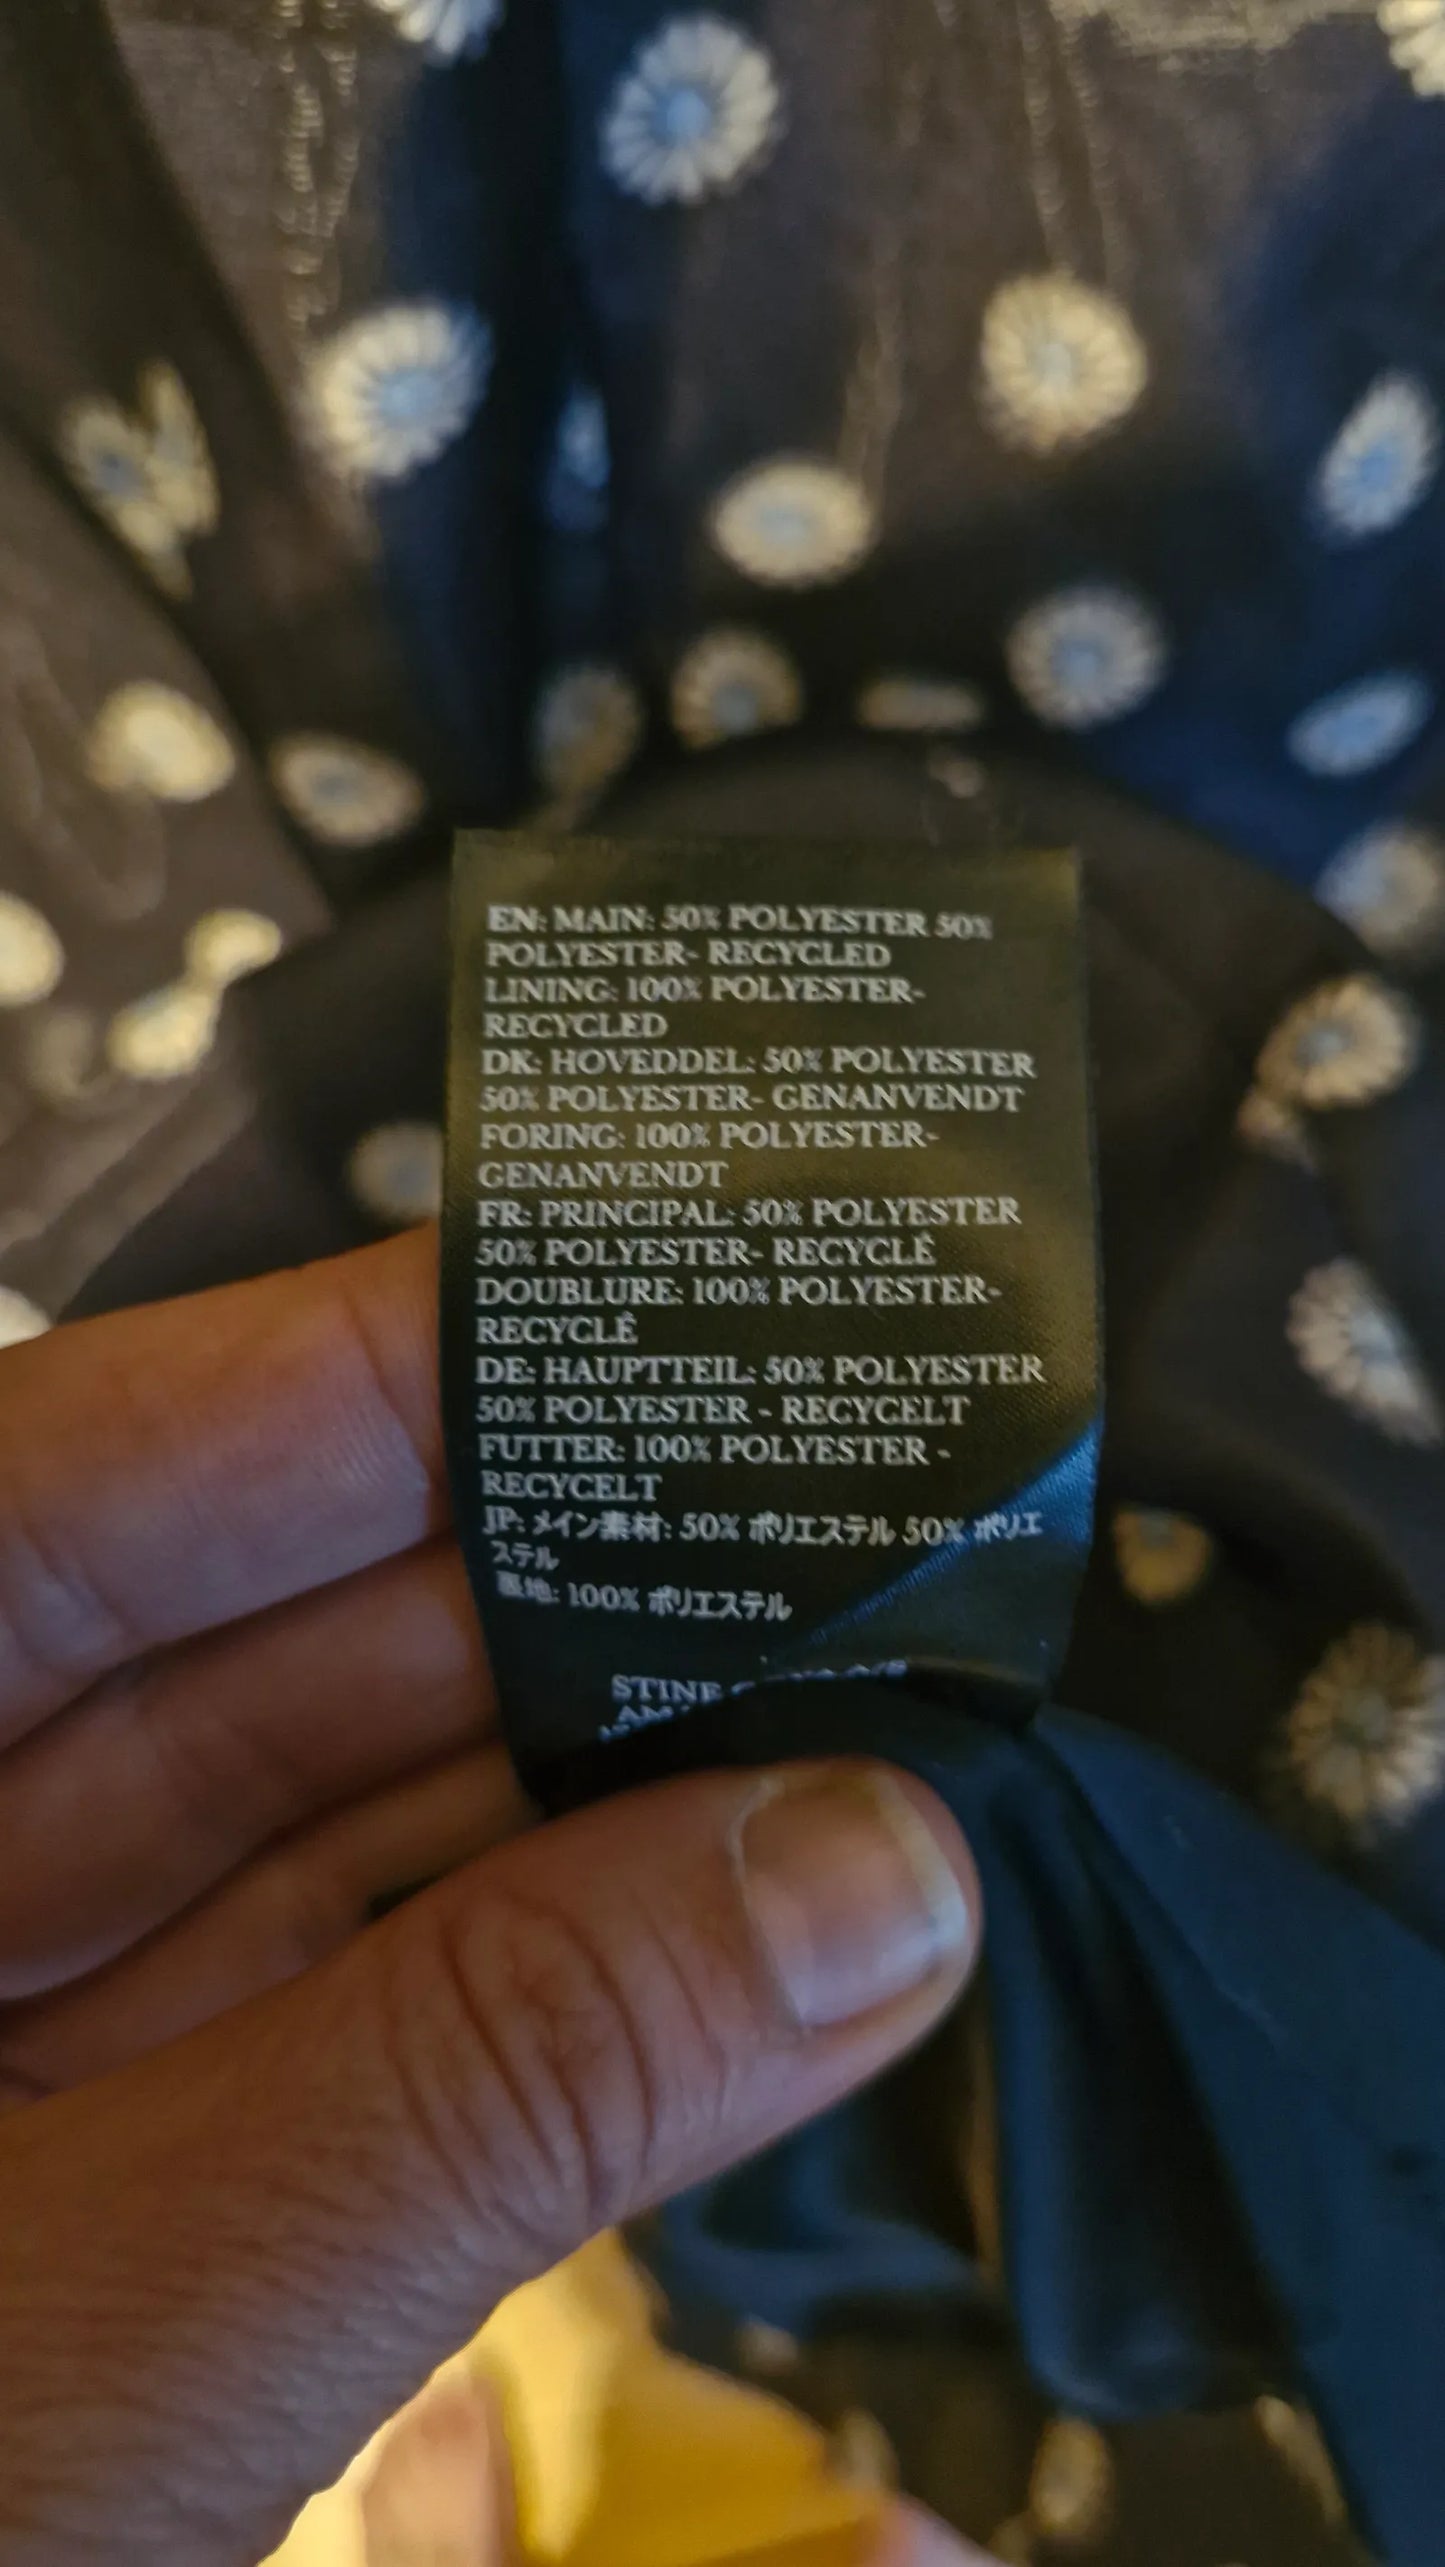 EN: MAIN: 50% POLYESTER 50%
POLYESTER- RECYCLED
LINING: 100% POLYESTER-
RECYCLED
DK: HOVEDDEL: 50% POLYESTER
50% POLYESTER- GENANVENDT
FORING: 100% POLYESTER-
GENANVENDT
FR: PRINCIPAL: 50% POLYESTER
50% POLYESTER- RECYCLÉ
DOUBLURE: 100% POLYESTER-
RECYCLÉ
DE: HAUPTTEIL: 50% POLYESTER
50% POLYESTER - RECYCELT
FUTTER: 100% POLYESTER -
RECYCELT
JP: メイン素材: 50% ポリエステル 50% ポリエ
ステル
裏地: 100% ポリエステル
STINE